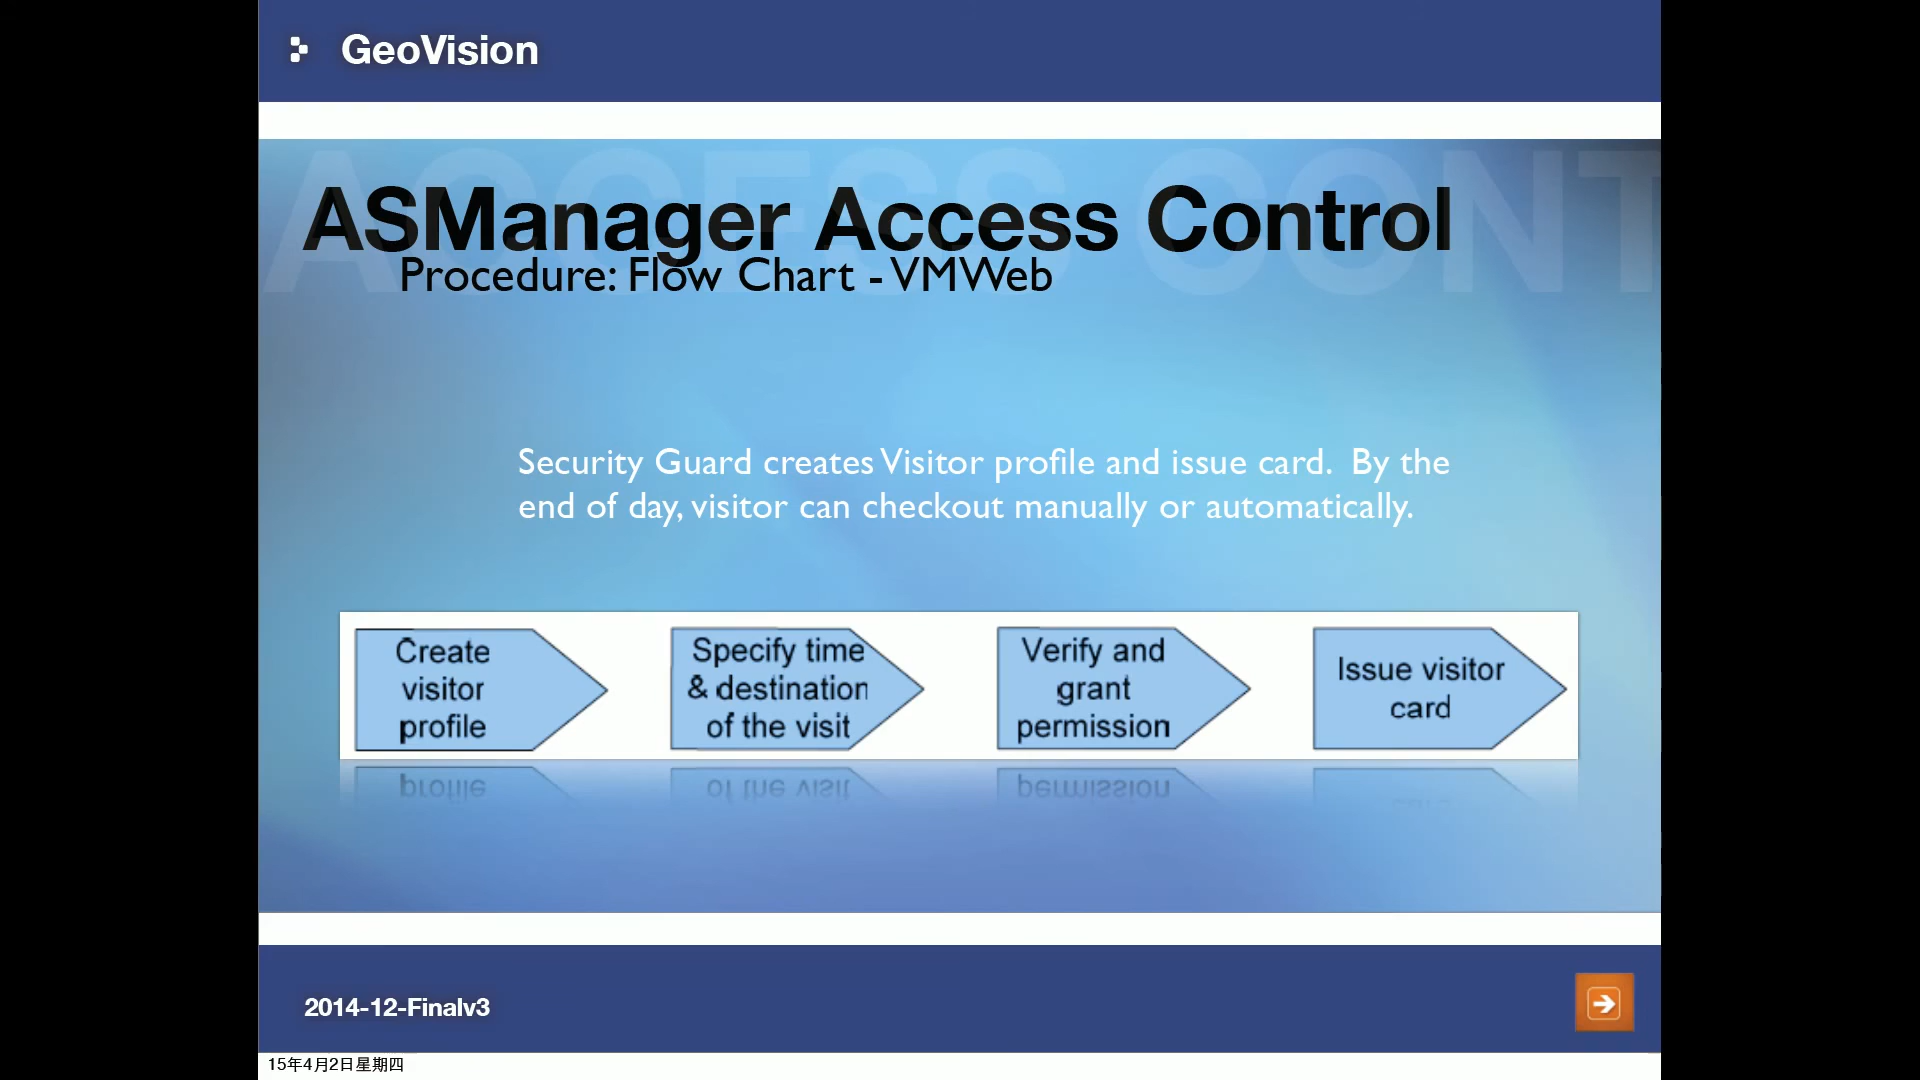 GeoVision
ACCESS CONT
ASManager Access Control
Procedure: Flow Chart - VMWeb
Security Guard creates Visitor profile and issue card. By the
end of day, visitor can checkout manually or automatically.
Create
visitor
profile
Specify time
& destination
of the visit
Verify and
grant
permission
Issue visitor
card
2014-12-Finalv3
15年4月2日星期四